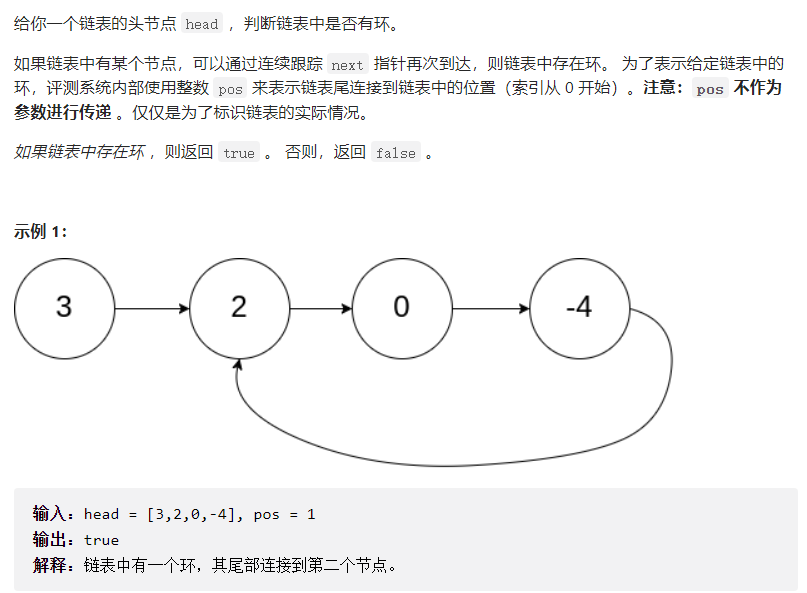 给你一个链表的头节点 head ，判断链表中是否有环。
如果链表中有某个节点，可以通过连续跟踪 next 指针再次到达，则链表中存在环。 为了表示给定链表中的
环，评测系统内部使用整数 pos 来表示链表尾连接到链表中的位置（索引从 0 开始）。注意：pos 不作为
参数进行传递 。仅仅是为了标识链表的实际情况。
如果链表中存在环 ，则返回 true 。 否则，返回 false 。
示例 1：
3 2 0 -4
输入：head = [3,2,0,-4], pos = 1
输出：true
解释：链表中有一个环，其尾部连接到第二个节点。